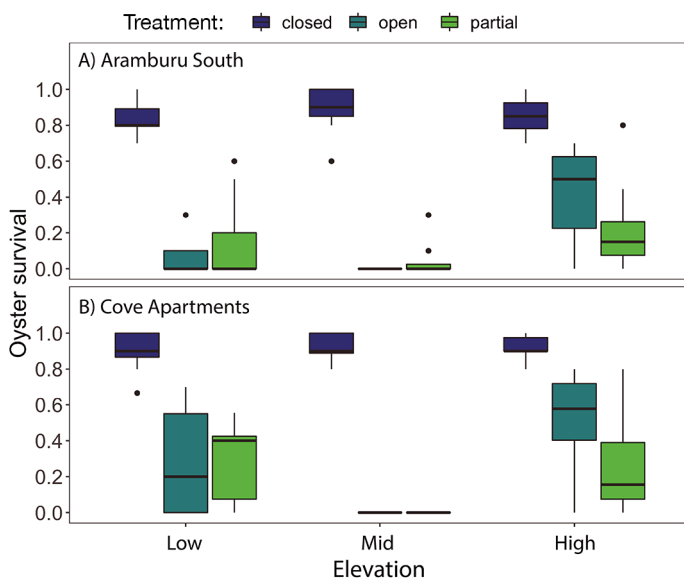 Treatment: closed open partial
A) Aramburu South
1.0
0.8
0.6
0.4
0.2
0.0
Oyster survival
B) Cove Apartments
1.0
0.8
0.6
0.4
0.2
0.0
Low Mid High
Elevation